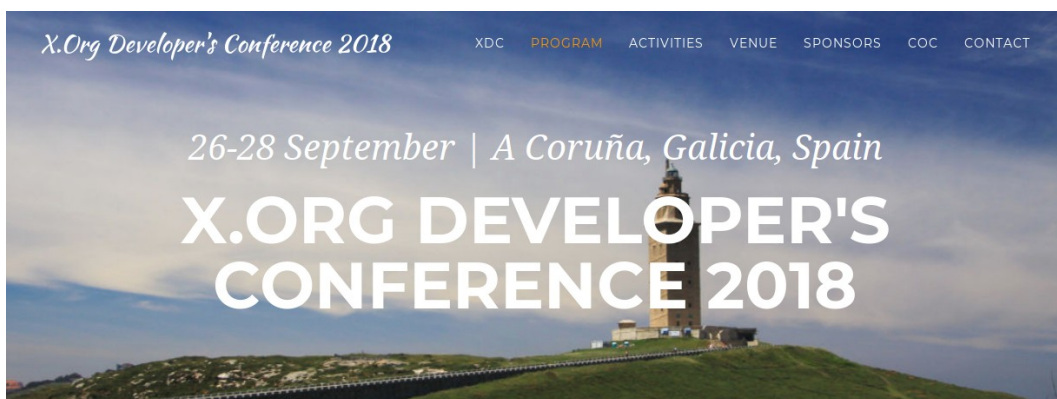 X.Org Developer's Conference 2018
XDC PROGRAM ACTIVITIES VENUE SPONSORS COC CONTACT
26-28 September | A Coruña, Galicia, Spain
X.ORG DEVELOPER'S
CONFERENCE 2018